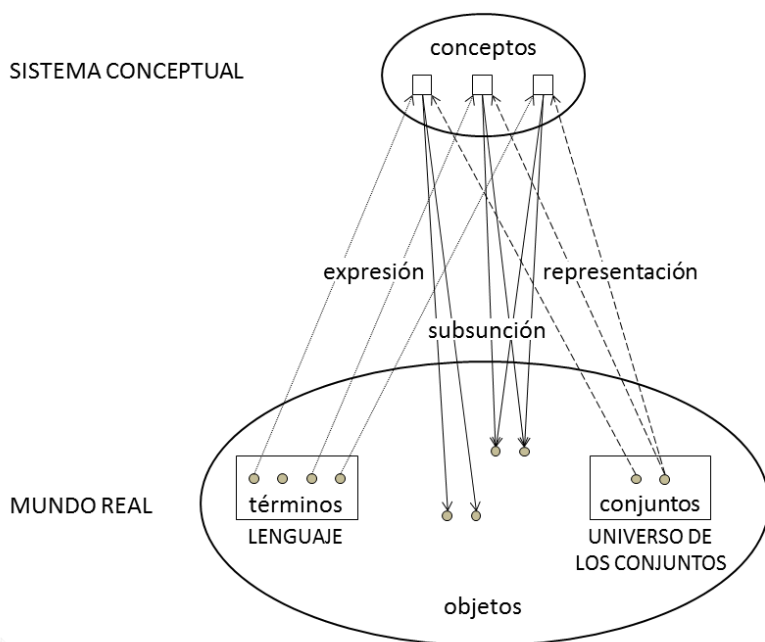 conceptos
SISTEMA CONCEPTUAL
expresión
representación
subsunción
términos
conjuntos
MUNDO REAL
LENGUAJE
UNIVERSO DE
LOS CONJUNTOS
objetos